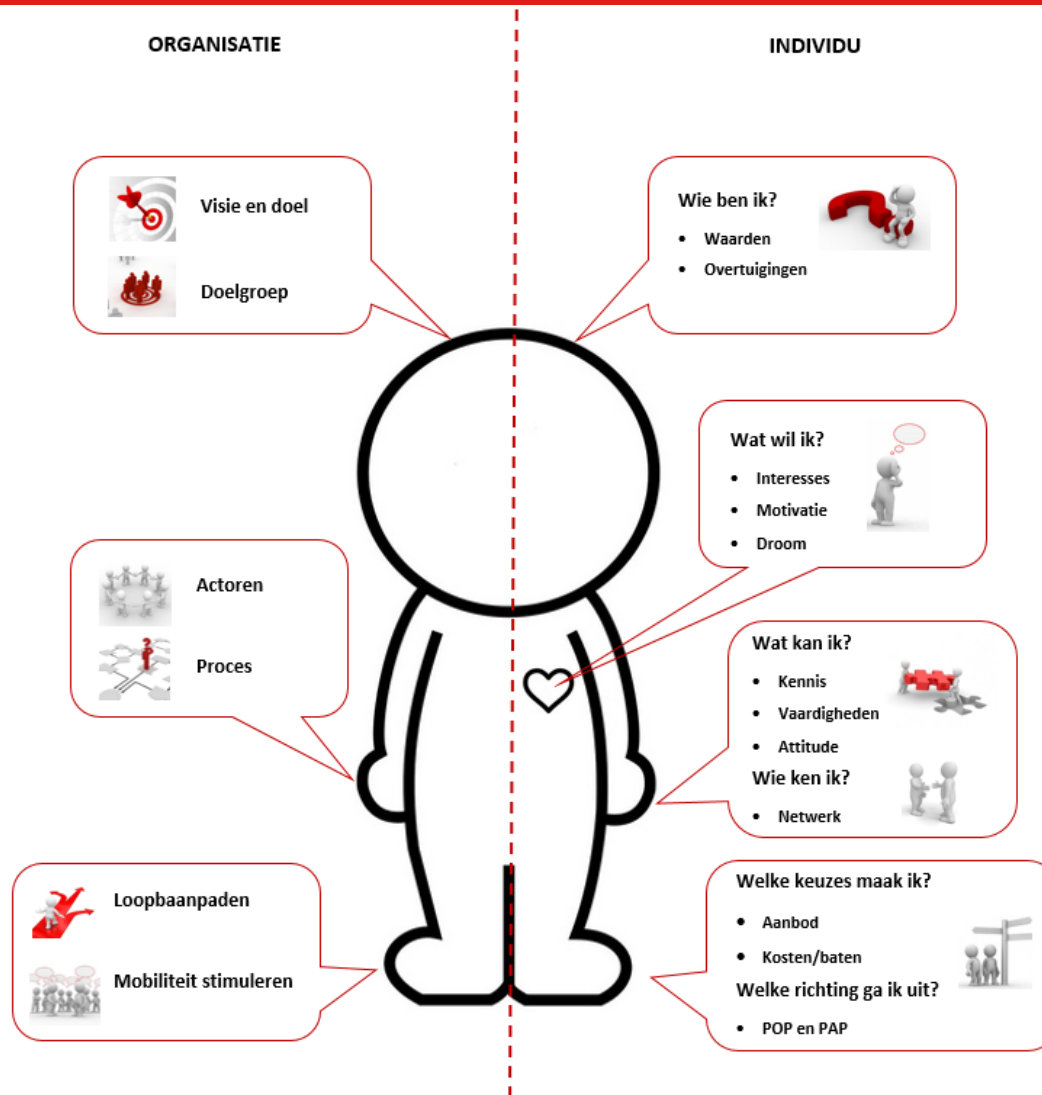 ORGANISATIE
INDIVIDU
Visie en doel
Doelgroep
Wie ben ik?
• Waarden
• Overtuigingen
Wat wil ik?
• Interesses
• Motivatie
• Droom
Actoren
Proces
Wat kan ik?
• Kennis
• Vaardigheden
• Attitude
Wie ken ik?
• Netwerk
Loopbaanpaden
Mobiliteit stimuleren
Welke keuzes maak ik?
• Aanbod
• Kosten/baten
Welke richting ga ik uit?
• POP en PAP